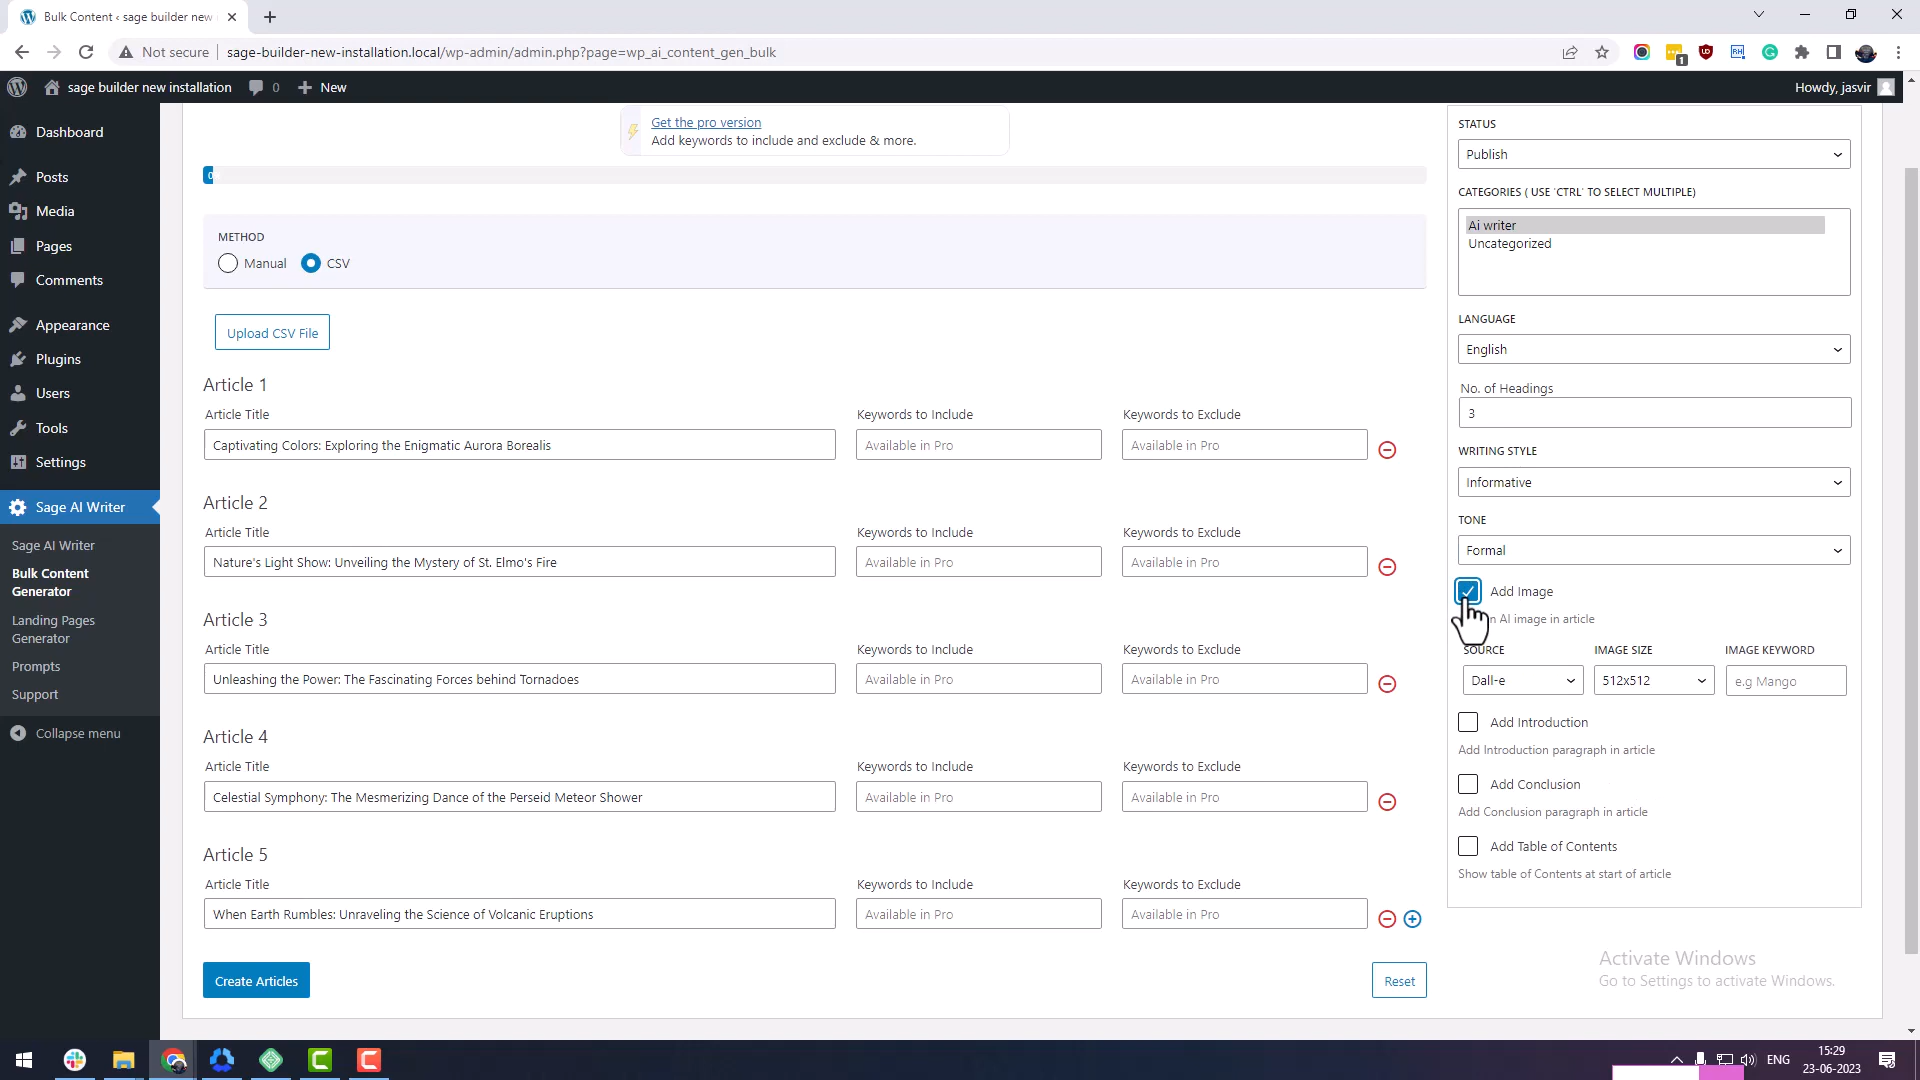 Bulk Content ‹ sage builder new
Not secure
sage-builder-new-installation.local/wp-admin/admin.php?page=wp_ai_content_gen_bulk
1
sage builder new installation 0 New
Howdy, jasvir
Dashboard
Posts
Media
Pages
Comments
Appearance
Plugins
Users
Tools
Settings
Sage AI Writer
Sage AI Writer
Bulk Content
Generator
Landing Pages
Generator
Prompts
Support
Collapse menu
Get the pro version
Add keywords to include and exclude & more.
METHOD
Manual CSV
Upload CSV File
Article 1
Article Title Keywords to Include Keywords to Exclude
Captivating Colors: Exploring the Enigmatic Aurora Borealis Available in Pro Available in Pro
Article 2
Article Title Keywords to Include Keywords to Exclude
Nature's Light Show: Unveiling the Mystery of St. Elmo's Fire Available in Pro Available in Pro
Article 3
Article Title Keywords to Include Keywords to Exclude
Unleashing the Power: The Fascinating Forces behind Tornadoes Available in Pro Available in Pro
Article 4
Article Title Keywords to Include Keywords to Exclude
Celestial Symphony: The Mesmerizing Dance of the Perseid Meteor Shower Available in Pro Available in Pro
Article 5
Article Title Keywords to Include Keywords to Exclude
When Earth Rumbles: Unraveling the Science of Volcanic Eruptions Available in Pro Available in Pro
Create Articles
Reset
STATUS
Publish
CATEGORIES ( USE 'CTRL' TO SELECT MULTIPLE)
Ai writer
Uncategorized
LANGUAGE
English
No. of Headings
3
WRITING STYLE
Informative
TONE
Formal
Add Image
AI image in article
SOURCE IMAGE SIZE IMAGE KEYWORD
Dall-e 512x512 e.g Mango
Add Introduction
Add Introduction paragraph in article
Add Conclusion
Add Conclusion paragraph in article
Add Table of Contents
Show table of Contents at start of article
Activate Windows
Go to Settings to activate Windows.
ENG
15:29
23-06-2023